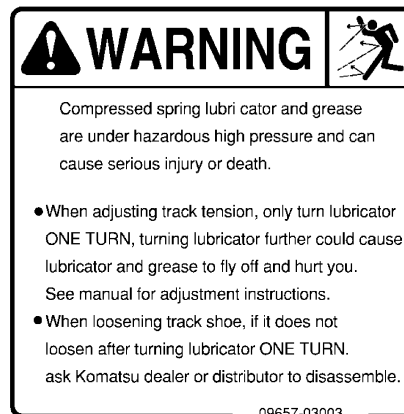 WARNING
Compressed spring lubri cator and grease
are under hazardous high pressure and can
cause serious injury or death.
●When adjusting track tension, only turn lubricator
ONE TURN, turning lubricator further could cause
lubricator and grease to fly off and hurt you.
See manual for adjustment instructions.
●When loosening track shoe, if it does not
loosen after turning lubricator ONE TURN.
ask Komatsu dealer or distributor to disassemble.
09657-03003